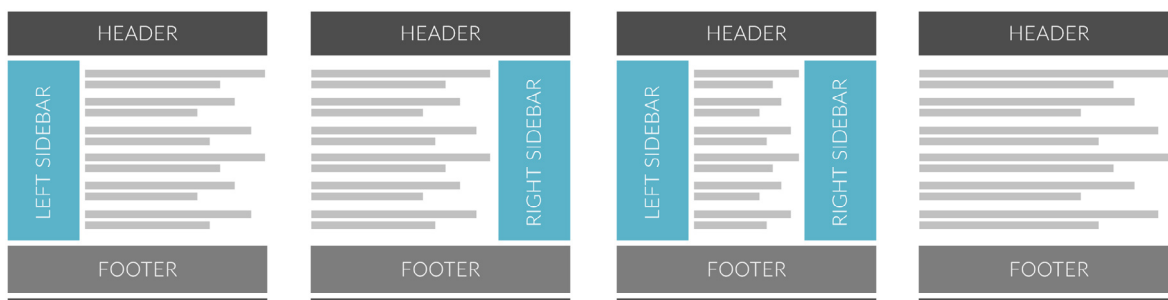 HEADER
LEFT SIDEBAR
FOOTER
HEADER
RIGHT SIDEBAR
FOOTER
HEADER
LEFT SIDEBAR
RIGHT SIDEBAR
FOOTER
HEADER
FOOTER